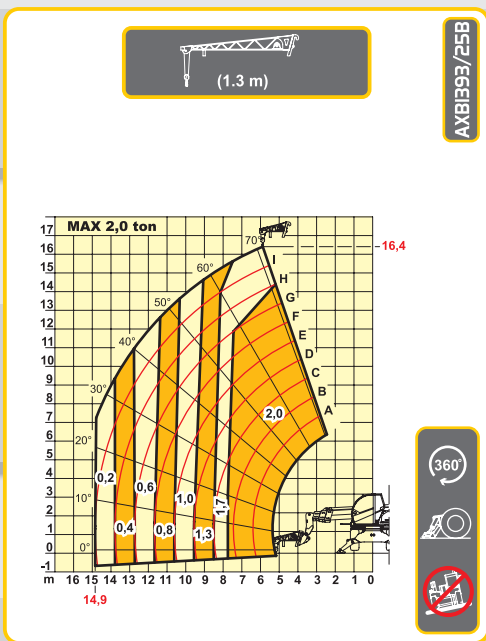 (1.3 m)
AXB1393/25B
MAX 2,0 ton
17
16
15
14
13
12
11
10
9
8
7
6
5
4
3
2
1
0
-1
70°
60°
50°
40°
30°
20°
10°
0°
16,4
I
H
G
F
E
D
C
B
A
2,0
0,2
0,6
1,0
1,7
0,4
0,8
1,3
m 16 15 14 13 12 11 10 9 8 7 6 5 4 3 2 1 0
14,9
360°